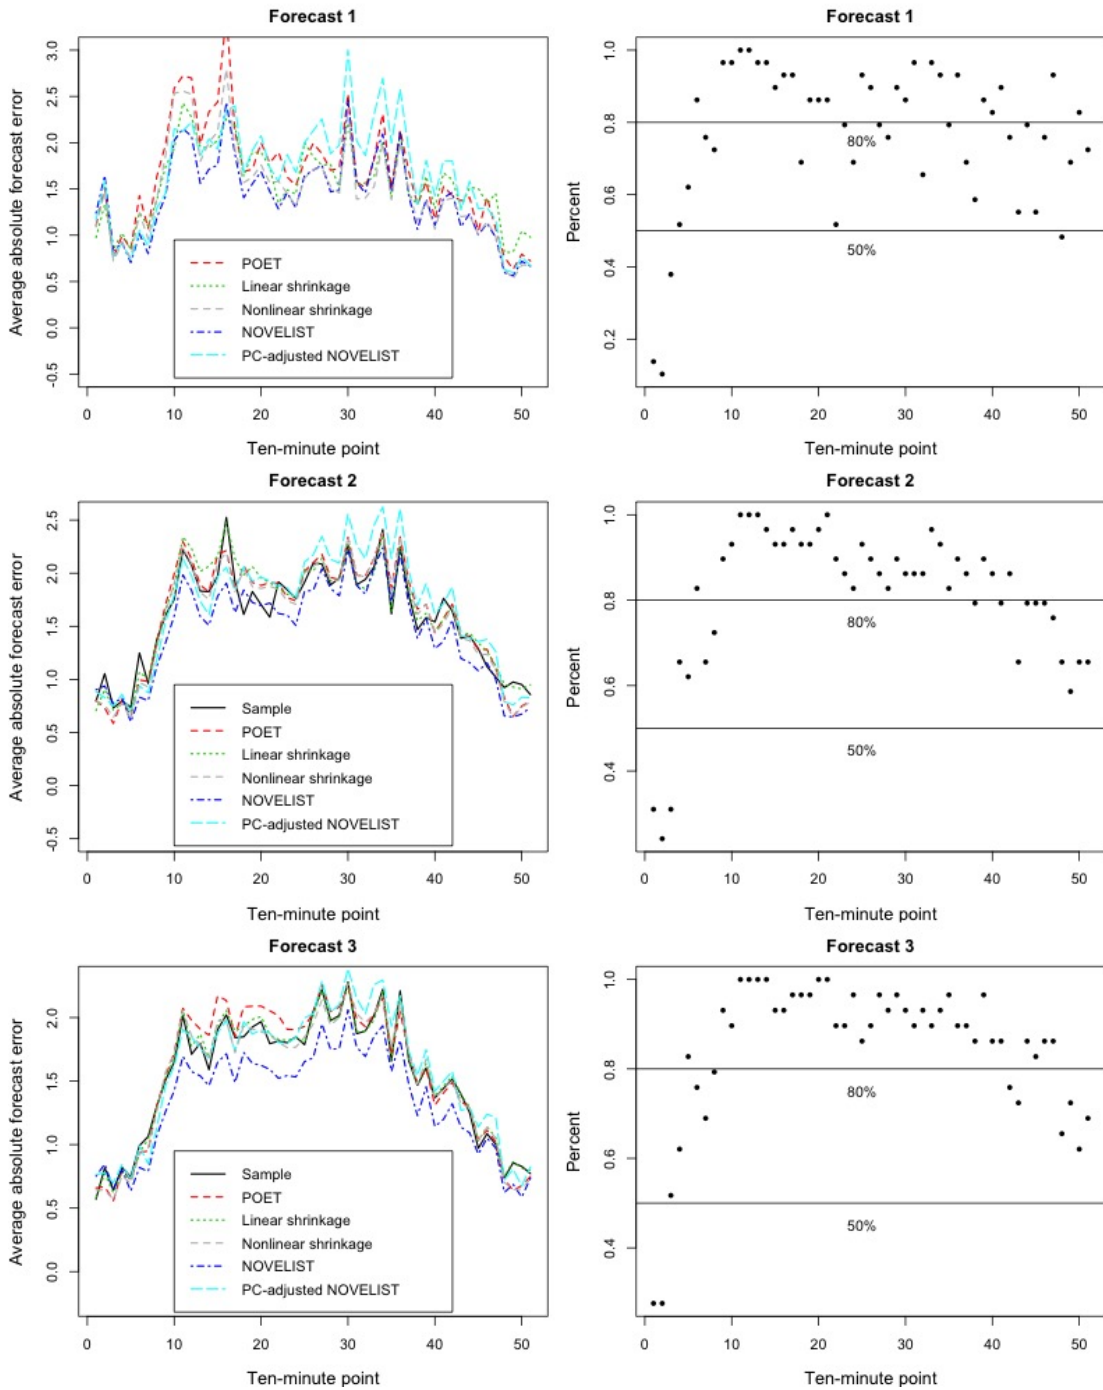 Forecast 1
Average absolute forecast error
3.0
2.5
2.0
1.5
1.0
0.5
0.0
-0.5
POET
Linear shrinkage
Nonlinear shrinkage
NOVELIST
PC-adjusted NOVELIST
0 10 20 30 40 50
Ten-minute point
Forecast 1
Percent
1.0
0.8
0.6
0.4
0.2
80%
50%
0 10 20 30 40 50
Ten-minute point
Forecast 2
Average absolute forecast error
2.5
2.0
1.5
1.0
0.5
0.0
-0.5
Sample
POET
Linear shrinkage
Nonlinear shrinkage
NOVELIST
PC-adjusted NOVELIST
0 10 20 30 40 50
Ten-minute point
Forecast 2
Percent
1.0
0.8
0.6
0.4
80%
50%
0 10 20 30 40 50
Ten-minute point
Forecast 3
Average absolute forecast error
2.0
1.5
1.0
0.5
0.0
Sample
POET
Linear shrinkage
Nonlinear shrinkage
NOVELIST
PC-adjusted NOVELIST
0 10 20 30 40 50
Ten-minute point
Forecast 3
Percent
1.0
0.8
0.6
0.4
80%
50%
0 10 20 30 40 50
Ten-minute point